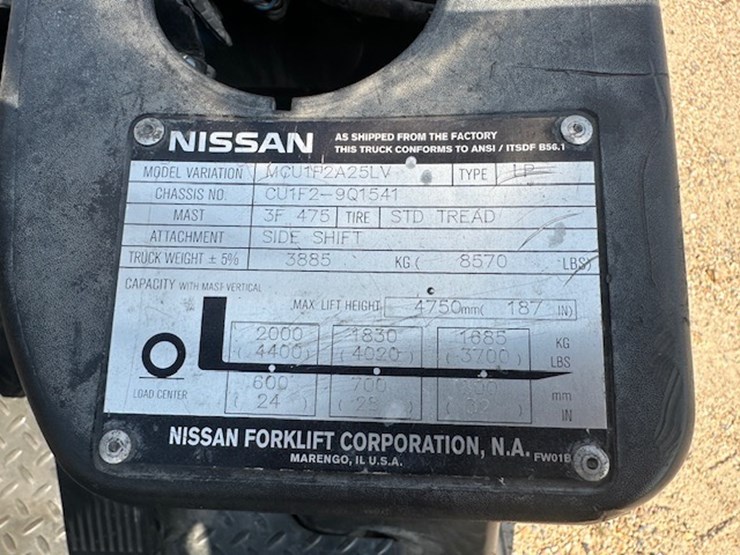 NISSAN AS SHIPPED FROM THE FACTORY
THIS TRUCK CONFORMS TO ANSI / ITSDF B56.1
MODEL VARIATION MCU1F2A25LV TYPE LP
CHASSIS NO. CU1F2-9Q1541
MAST 3F 475 TIRE STD TREAD
ATTACHMENT SIDE SHIFT
TRUCK WEIGHT ± 5% 3885 KG ( 8570 LBS)
CAPACITY WITH MAST VERTICAL
MAX LIFT HEIGHT 4750mm( 187 IN)
2000 1830 1685 KG
( 4400 ) ( 4020 ) ( 3700 ) LBS
600 700 mm
LOAD CENTER ( 24 ) ( 28 ) ( 32 ) IN
NISSAN FORKLIFT CORPORATION, N.A.
MARENGO, IL U.S.A. FW01B